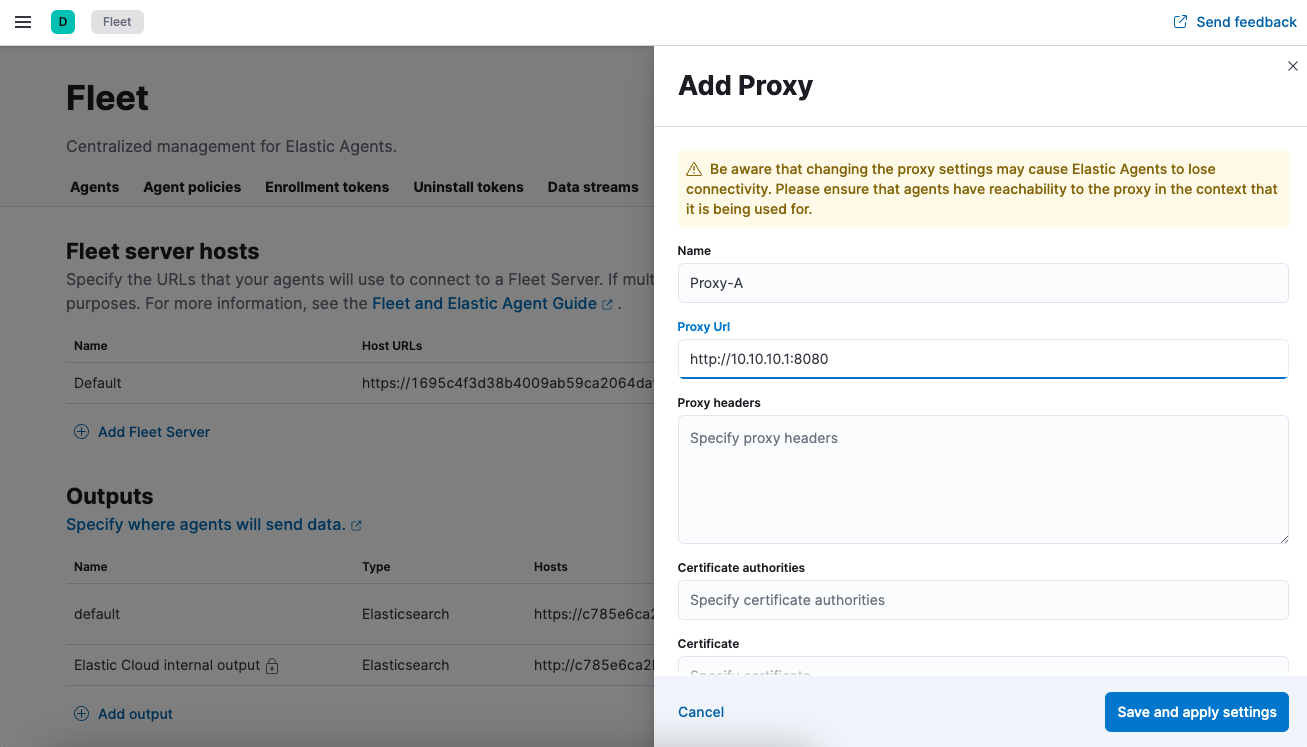 D
Fleet
Send feedback
Fleet
Centralized management for Elastic Agents.
Agents
Agent policies
Enrollment tokens
Uninstall tokens
Data streams
Fleet server hosts
Specify the URLs that your agents will use to connect to a Fleet Server. If
purposes. For more information, see the Fleet and Elastic Agent Guide .
Name
Host URLs
Default
https://1695c4f3d38b4009ab59ca2064da
Add Fleet Server
Outputs
Specify where agents will send data.
Name
Type
Hosts
default
Elasticsearch
https://c785e6ca2
Elastic Cloud internal output
Elasticsearch
http://c785e6ca2
Add output
Add Proxy
Be aware that changing the proxy settings may cause Elastic Agents to lose
connectivity. Please ensure that agents have reachability to the proxy in the context that
it is being used for.
Name
Proxy-A
Proxy Url
http://10.10.10.1:8080
Proxy headers
Specify proxy headers
Certificate authorities
Specify certificate authorities
Certificate
Specify certificate
Cancel
Save and apply settings